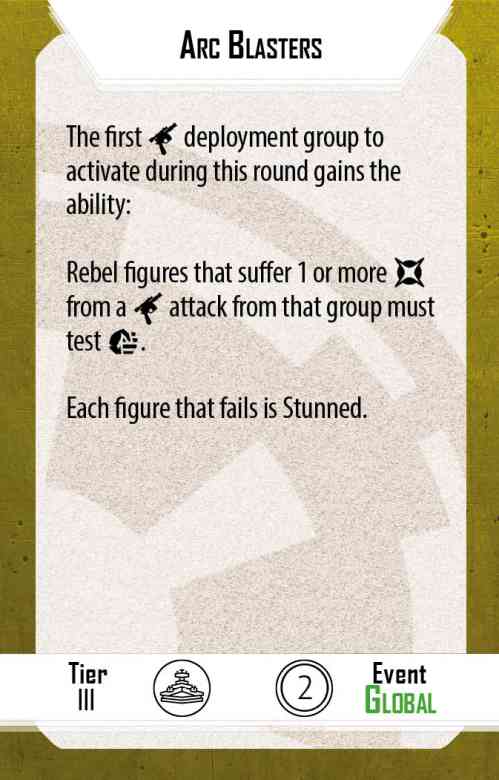 Arc Blasters
The first deployment group to
activate during this round gains the
ability:
Rebel figures that suffer 1 or more
from a attack from that group must
test .
Each figure that fails is Stunned.
Tier
III
2
Event
Global